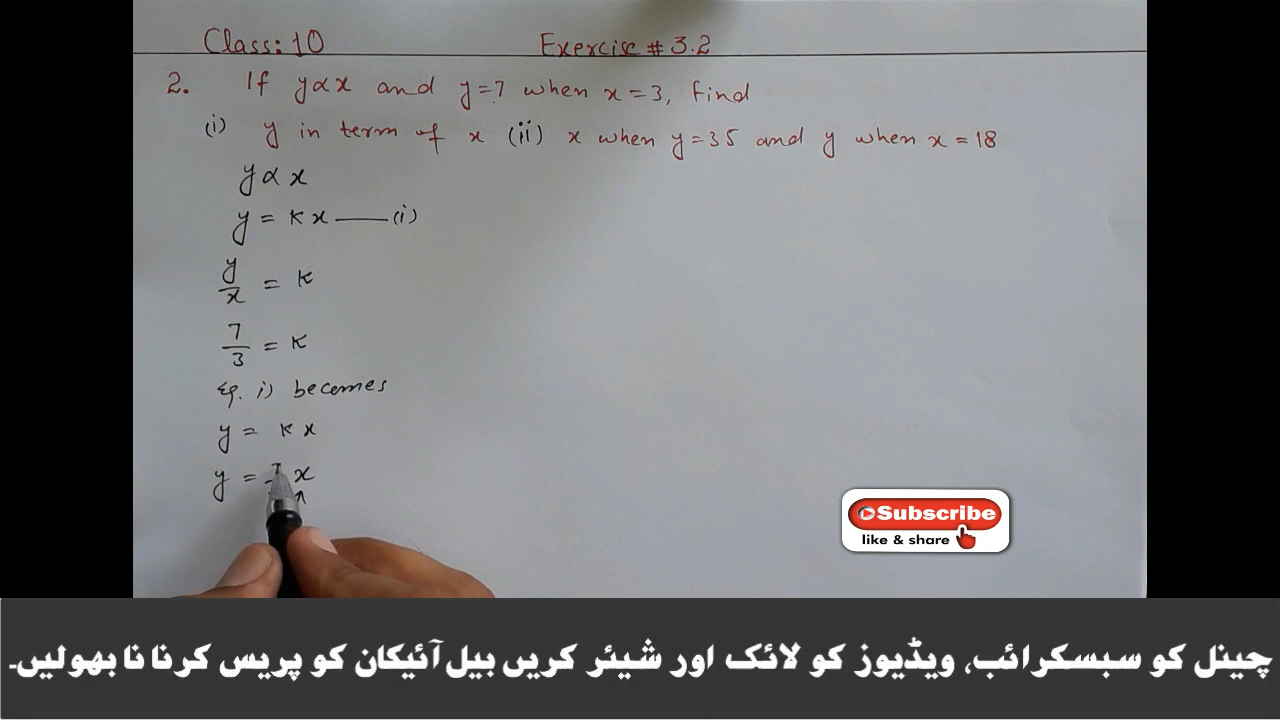 Class: 10 Exercise # 3.2
2. If y∝x and y=7 when x=3, Find
(i) y in term of x (ii) x when y=35 and y when x=18
y∝x
y = kx —— (i)
y/x = k
7/3 = k
Eq. i) becomes
y = kx
y = x
Subscribe
like & share
چینل کو سبسکرائب، ویڈیوز کو لائک اور شیئر کریں بیل آئیکان کو پریس کرنا نا بھولیں۔